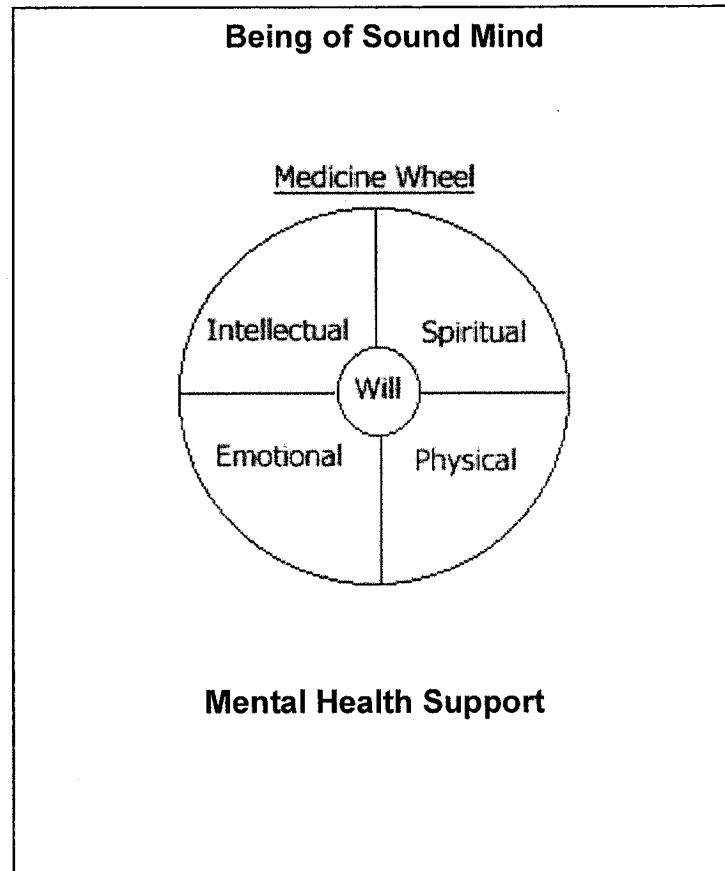 Being of Sound Mind
Medicine Wheel
Intellectual Spiritual
Will
Emotional Physical
Mental Health Support